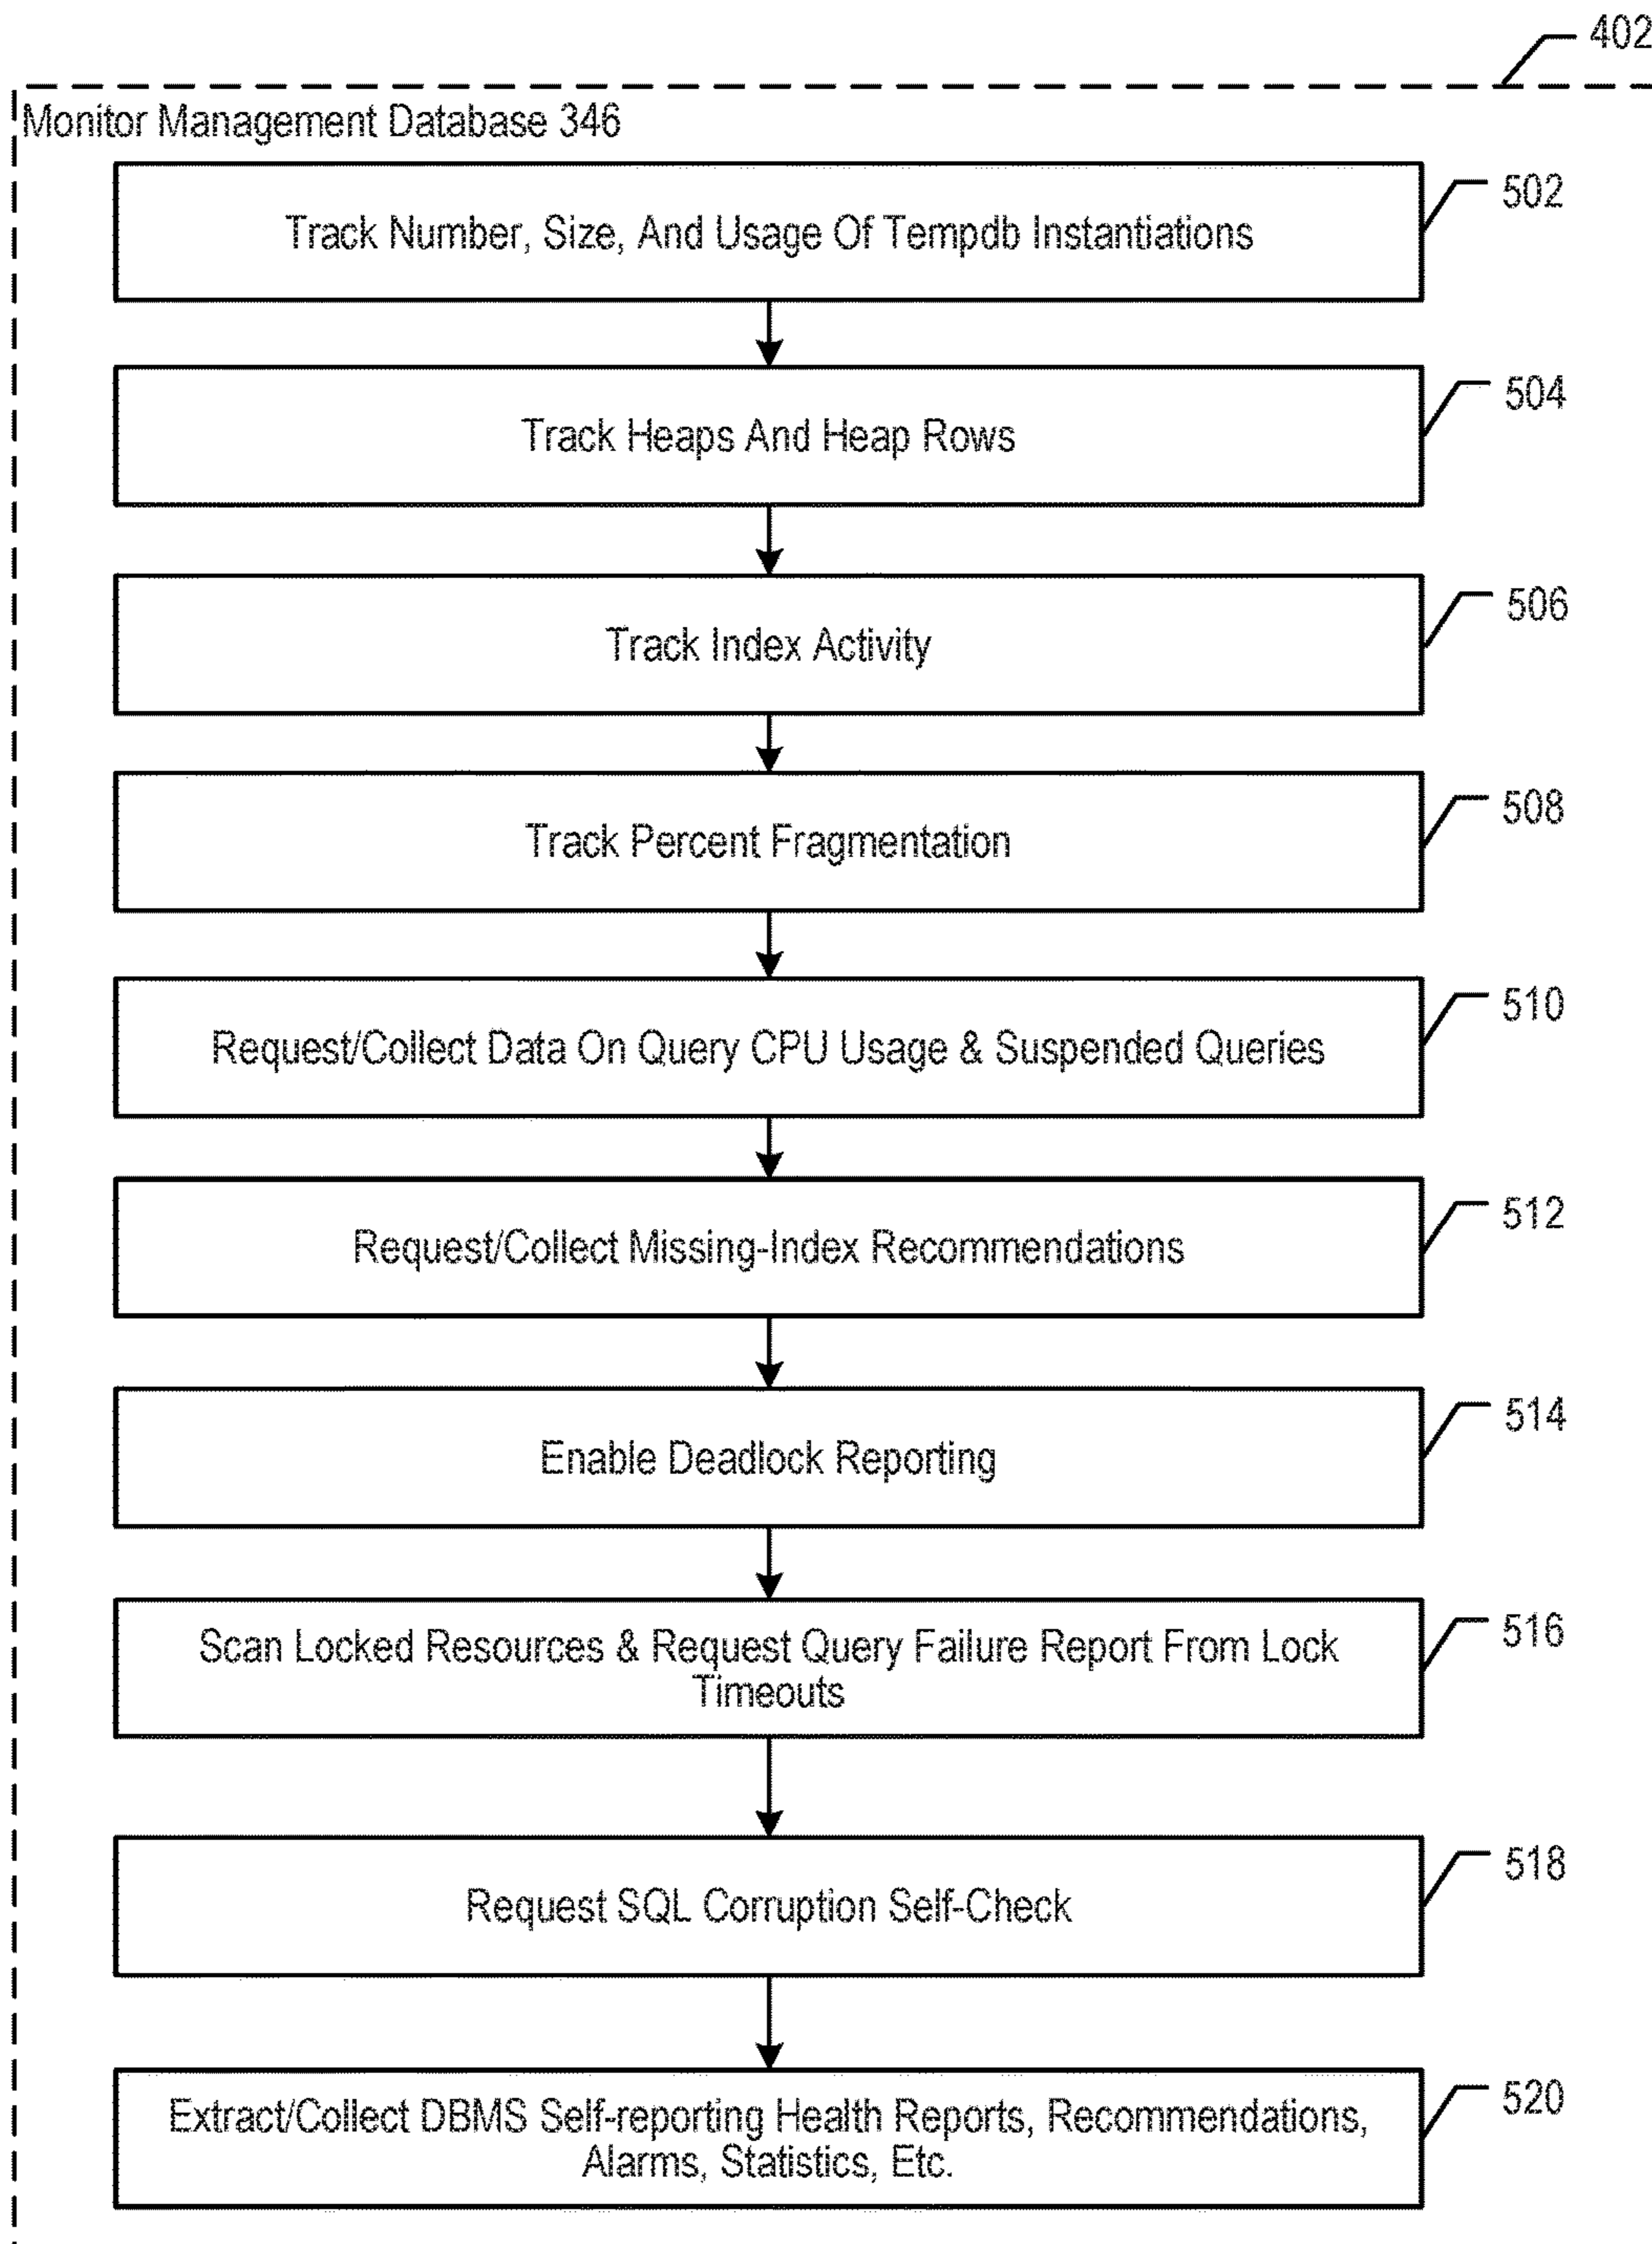 402
Monitor Management Database 346
Track Number, Size, And Usage Of Tempdb Instantiations
502
Track Heaps And Heap Rows
504
Track Index Activity
506
Track Percent Fragmentation
508
Request/Collect Data On Query CPU Usage & Suspended Queries
510
Request/Collect Missing-Index Recommendations
512
Enable Deadlock Reporting
514
Scan Locked Resources & Request Query Failure Report From Lock
Timeouts
516
Request SQL Corruption Self-Check
518
Extract/Collect DBMS Self-reporting Health Reports, Recommendations,
Alarms, Statistics, Etc.
520